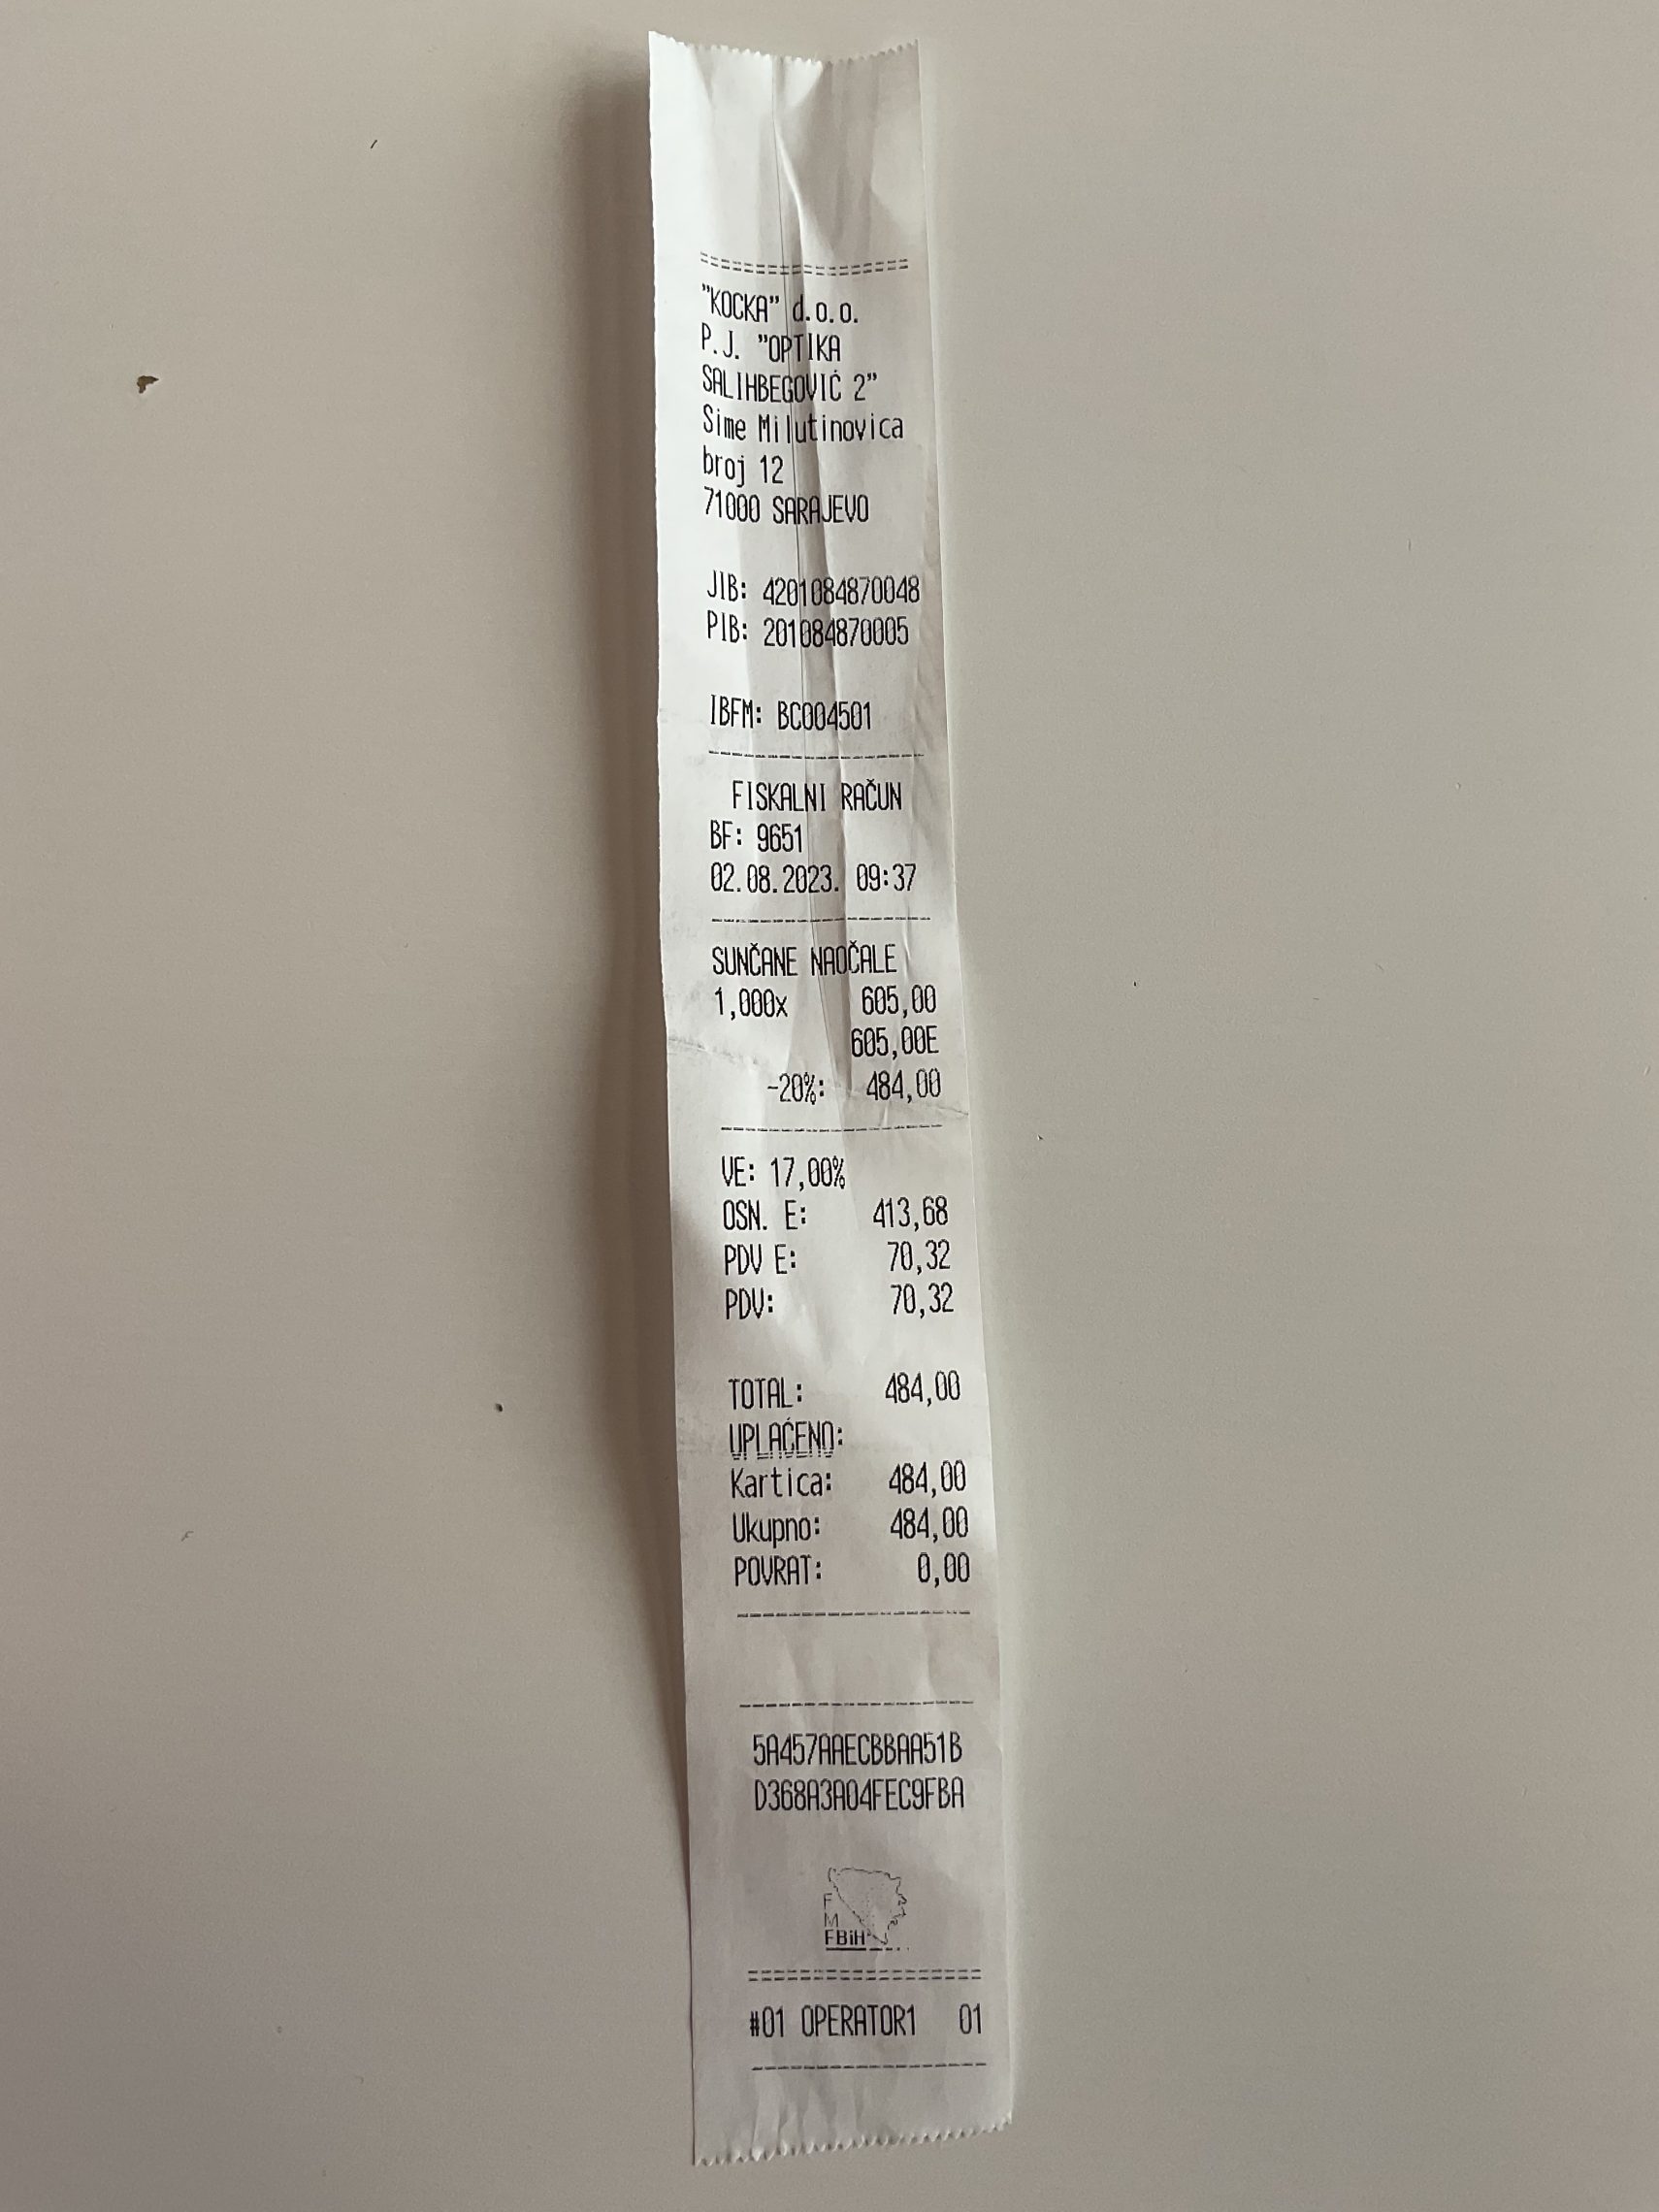 "KOCKA" d.o.o.
P.J. "OPTIKA
SALIHBEGOVIĆ 2"
Sime Milutinovica
broj 12
71000 SARAJEVO
JIB: 4201084870048
PIB: 201084870005
IBFM: BC004501
FISKALNI RAČUN
BF: 9651
02.08.2023. 09:37
SUNČANE NAOČALE
1,000x 605,00
605,00E
-20%: 484,00
VE: 17,00%
OSN. E: 413,68
PDV E: 70,32
PDV: 70,32
TOTAL: 484,00
UPLAĆENO:
Kartica: 484,00
Ukupno: 484,00
POVRAT: 0,00
5A457AAECBBAA51B
D368A3A04FEC9FBA
F
M
FBiH
#01 OPERATOR1 01